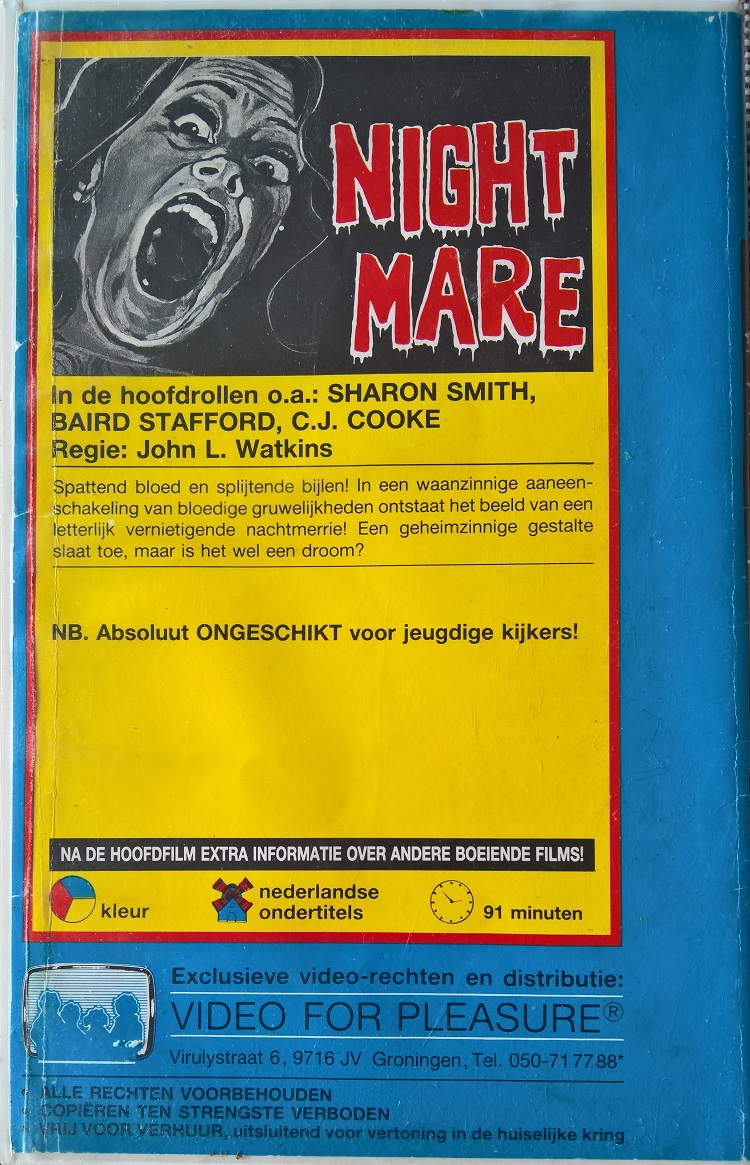 NIGHT
MARE
In de hoofdrollen o.a.: SHARON SMITH,
BAIRD STAFFORD, C.J. COOKE
Regie: John L. Watkins
Spattend bloed en splijtende bijlen! In een waanzinnige aaneen-
schakeling van bloedige gruwelijkheden ontstaat het beeld van een
letterlijk vernietigende nachtmerrie! Een geheimzinnige gestalte
slaat toe, maar is het wel een droom?
NB. Absoluut ONGESCHIKT voor jeugdige kijkers!
NA DE HOOFDFILM EXTRA INFORMATIE OVER ANDERE BOEIENDE FILMS!
kleur
nederlandse
ondertitels
91 minuten
Exclusieve video-rechten en distributie:
VIDEO FOR PLEASURE®
Virulystraat 6, 9716 JV Groningen, Tel. 050-717788*
* ALLE RECHTEN VOORBEHOUDEN
* COPIËREN TEN STRENGSTE VERBODEN
* VRIJ VOOR VERHUUR, uitsluitend voor vertoning in de huiselijke kring